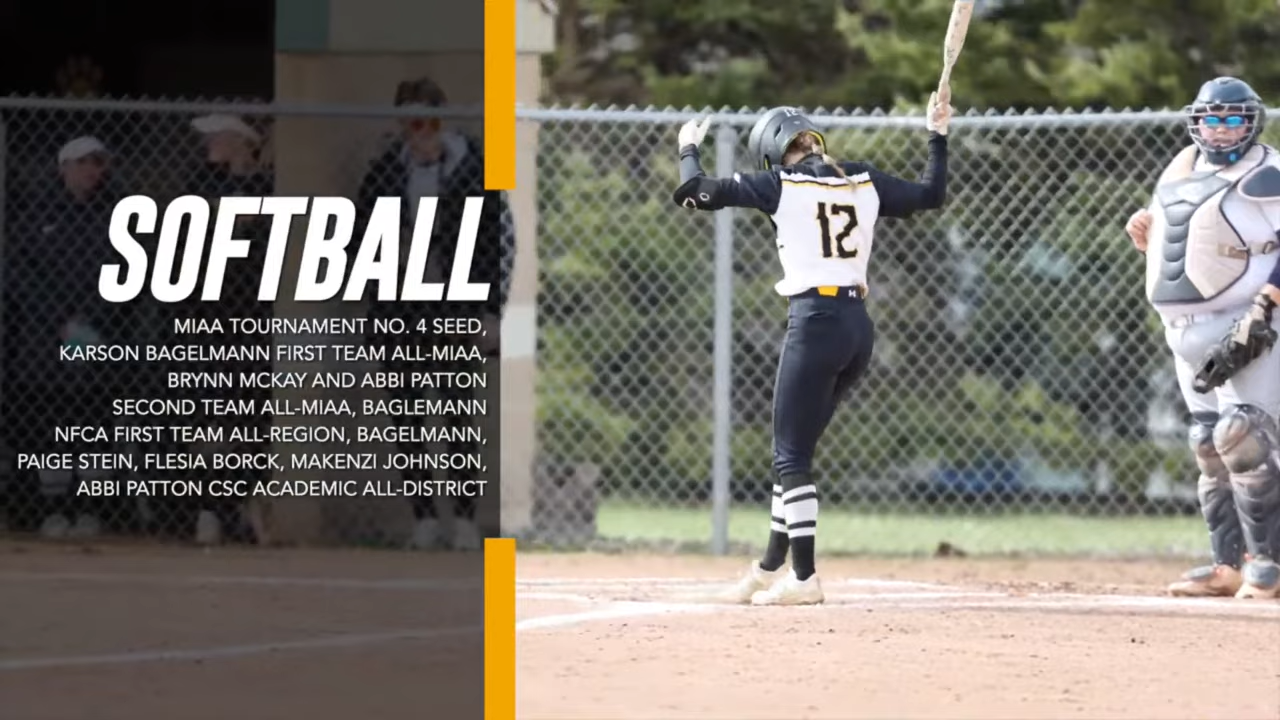 SOFTBALL
MIAA TOURNAMENT NO. 4 SEED,
KARSON BAGELMANN FIRST TEAM ALL-MIAA,
BRYNN MCKAY AND ABBI PATTON
SECOND TEAM ALL-MIAA, BAGLEMANN
NFCA FIRST TEAM ALL-REGION, BAGELMANN,
PAIGE STEIN, FLESIA BORCK, MAKENZI JOHNSON,
ABBI PATTON CSC ACADEMIC ALL-DISTRICT
12
12